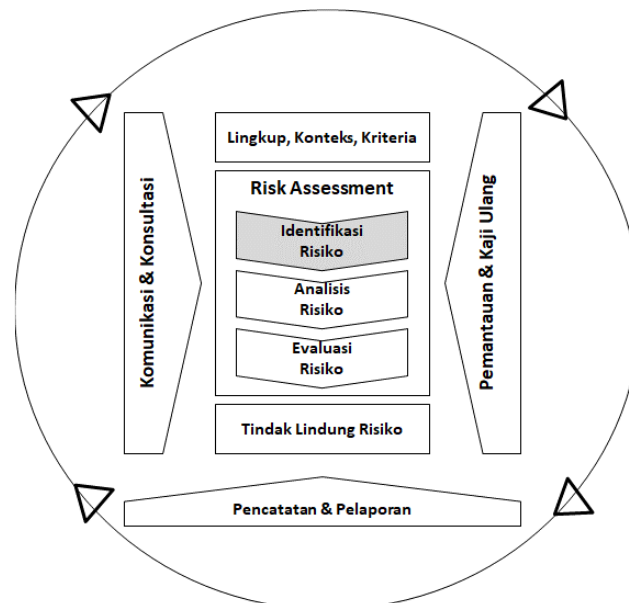 Lingkup, Konteks, Kriteria
Komunikasi & Konsultasi
Risk Assessment
Identifikasi
Risiko
Analisis
Risiko
Evaluasi
Risiko
Pemantauan & Kaji Ulang
Tindak Lindung Risiko
Pencatatan & Pelaporan